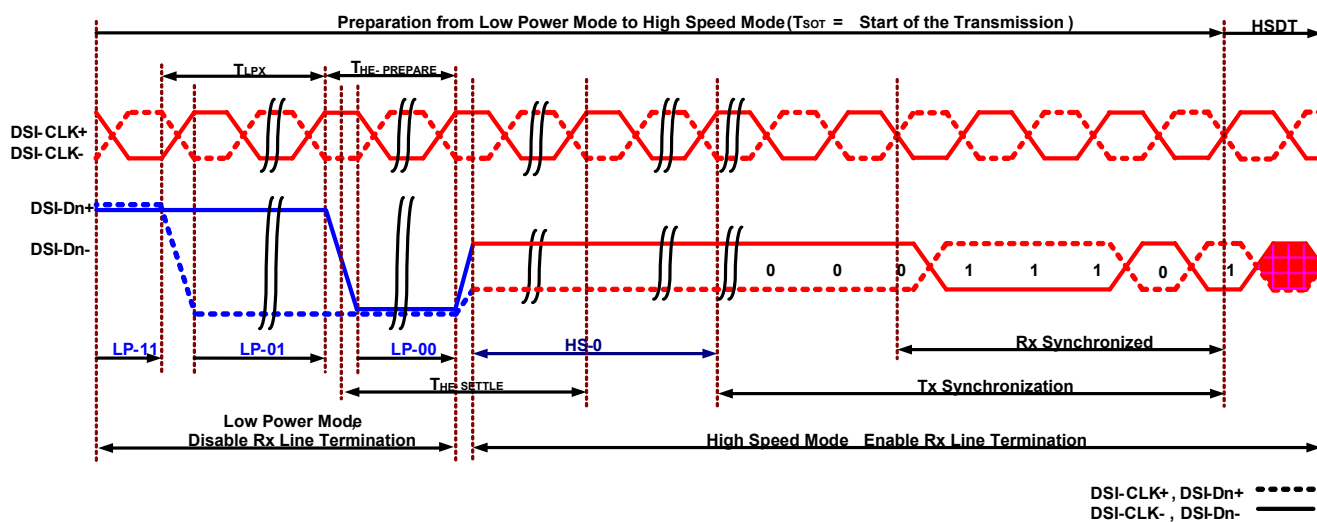 Preparation from Low Power Mode to High Speed Mode(TSOT = Start of the Transmission )
HSDT
TLPX
THE- PREPARE
DSI-CLK+
DSI-CLK-
DSI-Dn+
DSI-Dn-
0 0 0 1 1 1 0 1
LP-11
LP-01
LP-00
HS-0
Rx Synchronized
THE-SETTLE
Tx Synchronization
Low Power Mode,
Disable Rx Line Termination
High Speed Mode Enable Rx Line Termination
DSI-CLK+ , DSI-Dn+
DSI-CLK- , DSI-Dn-